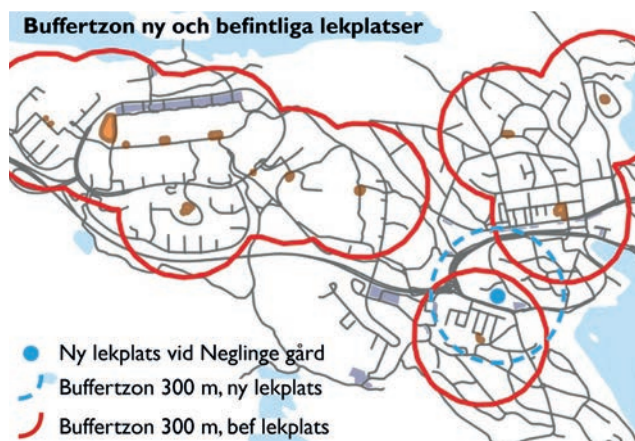 Buffertzon ny och befintliga lekplatser
Ny lekplats vid Neglinge gård
Buffertzon 300 m, ny lekplats
Buffertzon 300 m, bef lekplats